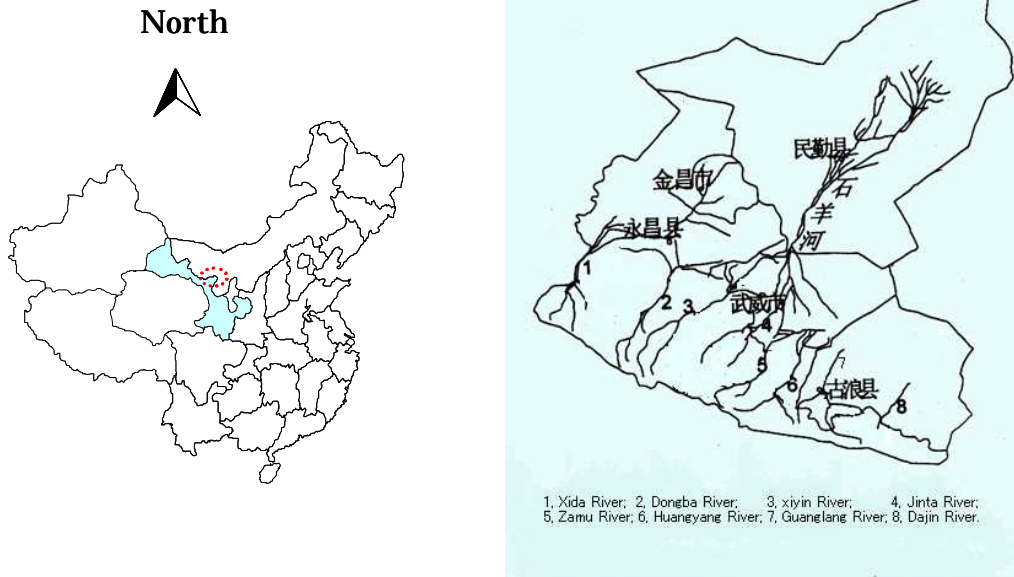 North
民勤县
金昌市
石
羊
河
永昌县
1
2
3
武威市
4
5
6
7
古浪县
8
1, Xida River; 2, Dongba River; 3, xiyin River; 4, Jinta River;
5, Zamu River; 6, Huangyang River; 7, Guanglang River; 8, Dajin River.